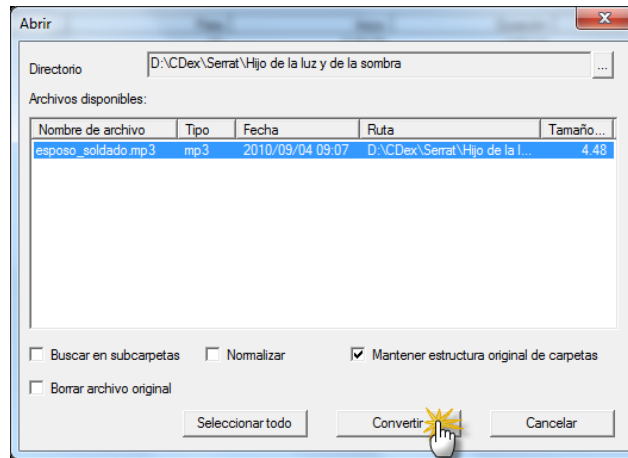 Abrir
Directorio D:\CDex\Serrat\Hijo de la luz y de la sombra ...
Archivos disponibles:
Nombre de archivo Tipo Fecha Ruta Tamaño...
esposo_soldado.mp3 mp3 2010/09/04 09:07 D:\CDex\Serrat\Hijo de la l... 4.48
Buscar en subcarpetas Normalizar Mantener estructura original de carpetas
Borrar archivo original
Seleccionar todo Convertir Cancelar